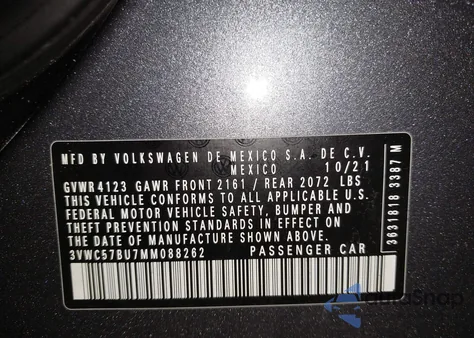 MFD BY VOLKSWAGEN DE MEXICO S.A. DE C.V.
MEXICO 10/21
GVWR 4123 GAWR FRONT 2161 / REAR 2072 LBS
THIS VEHICLE CONFORMS TO ALL APPLICABLE U.S.
FEDERAL MOTOR VEHICLE SAFETY, BUMPER AND
THEFT PREVENTION STANDARDS IN EFFECT ON
THE DATE OF MANUFACTURE SHOWN ABOVE.
3VWC57BU7MM088262 PASSENGER CAR
3631818 3387 M
AutoSnap